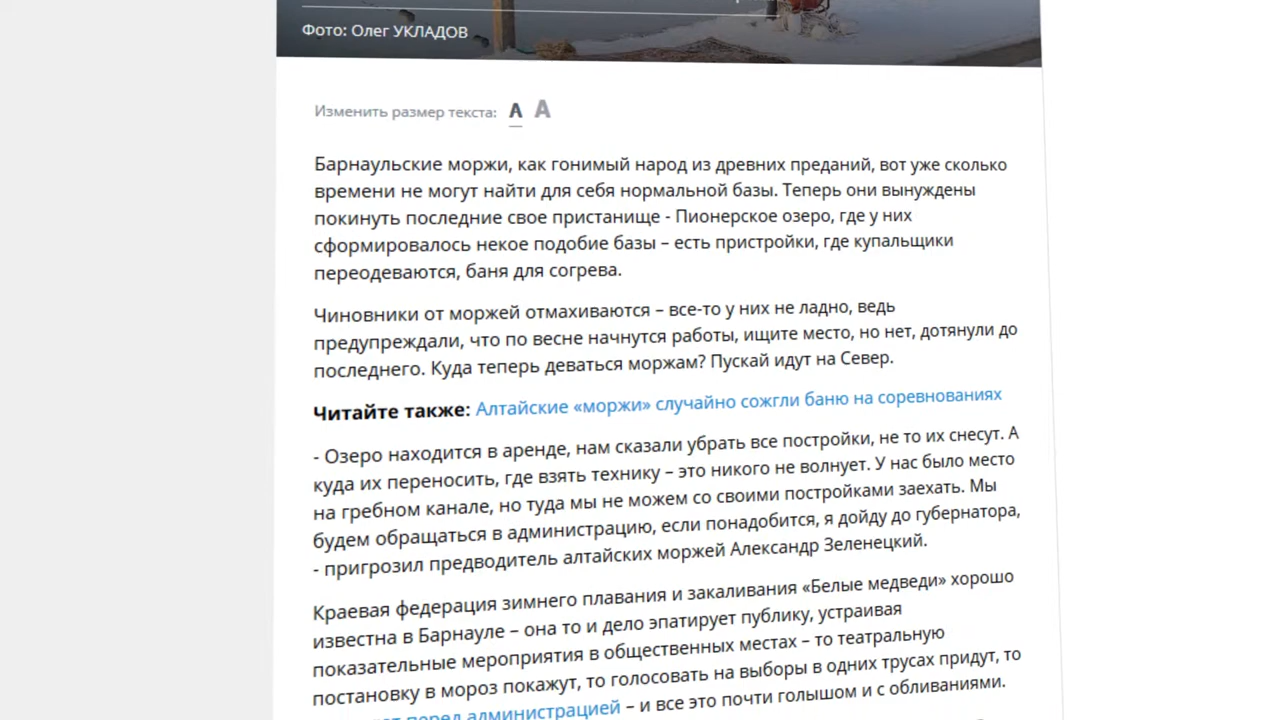 Фото: Олег УКЛАДОВ
Изменить размер текста: A A
Барнаульские моржи, как гонимый народ из древних преданий, вот уже сколько
времени не могут найти для себя нормальной базы. Теперь они вынуждены
покинуть последние свое пристанище - Пионерское озеро, где у них
сформировалось некое подобие базы – есть пристройки, где купальщики
переодеваются, баня для согрева.
Чиновники от моржей отмахиваются – все-то у них не ладно, ведь
предупреждали, что по весне начнутся работы, ищите место, но нет, дотянули до
последнего. Куда теперь деваться моржам? Пускай идут на Север.
Читайте также: Алтайские «моржи» случайно сожгли баню на соревнованиях
- Озеро находится в аренде, нам сказали убрать все постройки, не то их снесут. А
куда их переносить, где взять технику – это никого не волнует. У нас было место
на гребном канале, но туда мы не можем со своими постройками заехать. Мы
будем обращаться в администрацию, если понадобится, я дойду до губернатора,
- пригрозил предводитель алтайских моржей Александр Зеленецкий.
Краевая федерация зимнего плавания и закаливания «Белые медведи» хорошо
известна в Барнауле – она то и дело эпатирует публику, устраивая
показательные мероприятия в общественных местах – то театральную
постановку в мороз покажут, то голосовать на выборы в одних трусах придут, то
перед администрацией – и все это почти голышом и с обливаниями.